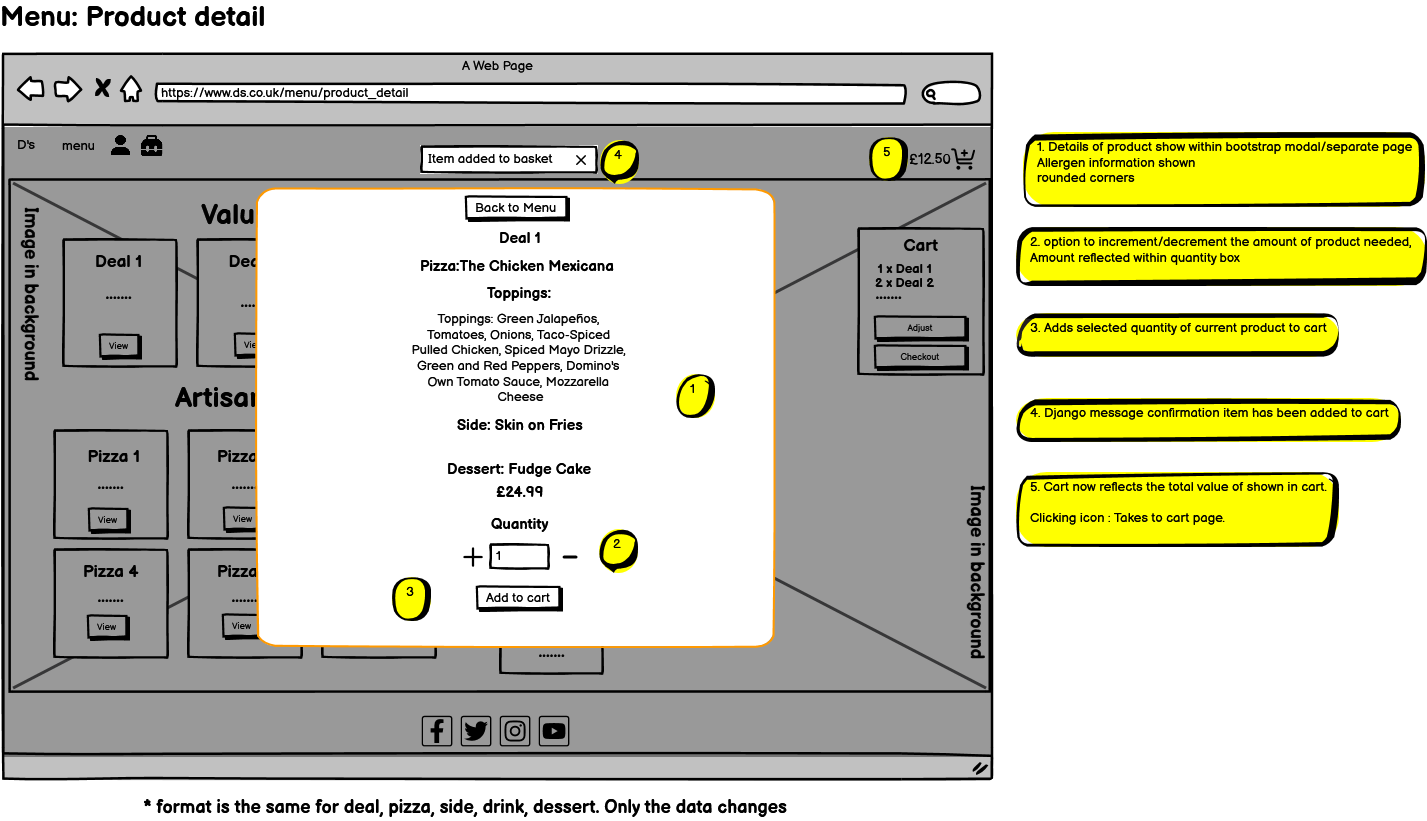 Menu: Product detail
A Web Page
https://www.ds.co.uk/menu/product_detail
D's
menu
Item added to basket
4
5
£12.50
Image in background
Valu
Deal 1
.......
View
Dea
View
Artisan
Pizza 1
.......
View
Pizza
View
Pizza 4
.......
View
Pizza
View
.......
Back to Menu
Deal 1
Pizza:The Chicken Mexicana
Toppings:
Toppings: Green Jalapeños,
Tomatoes, Onions, Taco-Spiced
Pulled Chicken, Spiced Mayo Drizzle,
Green and Red Peppers, Domino's
Own Tomato Sauce, Mozzarella
Cheese
1
Side: Skin on Fries
Dessert: Fudge Cake
£24.99
Quantity
+ 1 -
2
3
Add to cart
Cart
1 x Deal 1
2 x Deal 2
.......
Adjust
Checkout
Image in background
* format is the same for deal, pizza, side, drink, dessert. Only the data changes
1. Details of product show within bootstrap modal/separate page
Allergen information shown
rounded corners
2. option to increment/decrement the amount of product needed,
Amount reflected within quantity box
3. Adds selected quantity of current product to cart
4. Django message confirmation item has been added to cart
5. Cart now reflects the total value of shown in cart.
Clicking icon : Takes to cart page.